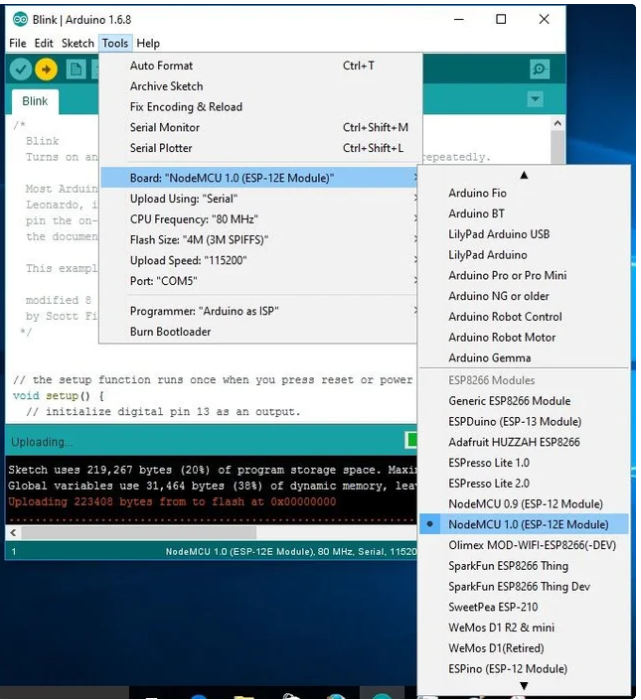 Blink | Arduino 1.6.8
File Edit Sketch Tools Help
Auto Format Ctrl+T
Archive Sketch
Fix Encoding & Reload
Serial Monitor Ctrl+Shift+M
Serial Plotter Ctrl+Shift+L
Board: "NodeMCU 1.0 (ESP-12E Module)"
Upload Using: "Serial"
CPU Frequency: "80 MHz"
Flash Size: "4M (3M SPIFFS)"
Upload Speed: "115200"
Port: "COM5"
Programmer: "Arduino as ISP"
Burn Bootloader
Blink
/*
Blink
Turns on an repeatedly.
Most Arduin
Leonardo, i
pin the on-
the documen
This exampl
modified 8
by Scott Fi
*/
// the setup function runs once when you press reset or power
void setup() {
// initialize digital pin 13 as an output.
Uploading...
Sketch uses 219,267 bytes (20%) of program storage space. Maxi
Global variables use 31,464 bytes (38%) of dynamic memory, lea
Uploading 223408 bytes from to flash at 0x00000000
................................................
1 NodeMCU 1.0 (ESP-12E Module), 80 MHz, Serial, 11520
Arduino Fio
Arduino BT
LilyPad Arduino USB
LilyPad Arduino
Arduino Pro or Pro Mini
Arduino NG or older
Arduino Robot Control
Arduino Robot Motor
Arduino Gemma
ESP8266 Modules
Generic ESP8266 Module
ESPDuino (ESP-13 Module)
Adafruit HUZZAH ESP8266
ESPresso Lite 1.0
ESPresso Lite 2.0
NodeMCU 0.9 (ESP-12 Module)
NodeMCU 1.0 (ESP-12E Module)
Olimex MOD-WIFI-ESP8266(-DEV)
SparkFun ESP8266 Thing
SparkFun ESP8266 Thing Dev
SweetPea ESP-210
WeMos D1 R2 & mini
WeMos D1(Retired)
ESPino (ESP-12 Module)